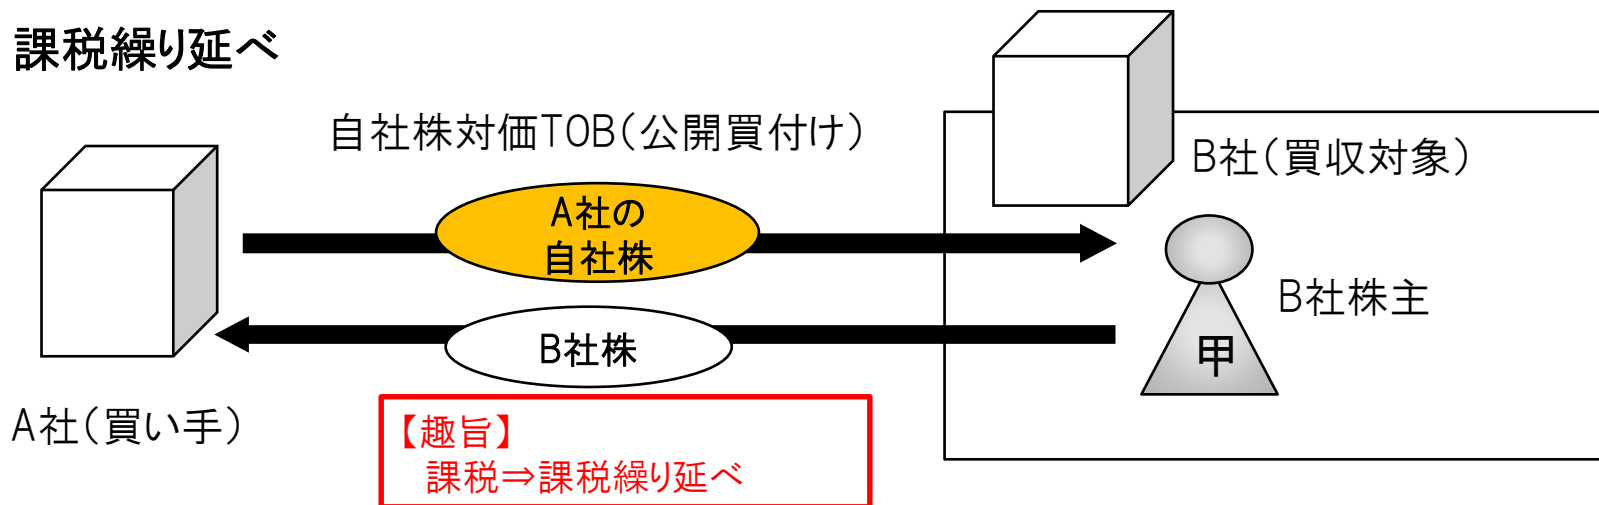 課税繰り延べ
自社株対価TOB(公開買付け)
B社(買収対象)
A社の
自社株
B社株主
甲
B社株
A社(買い手)
【趣旨】
課税⇒課税繰り延べ